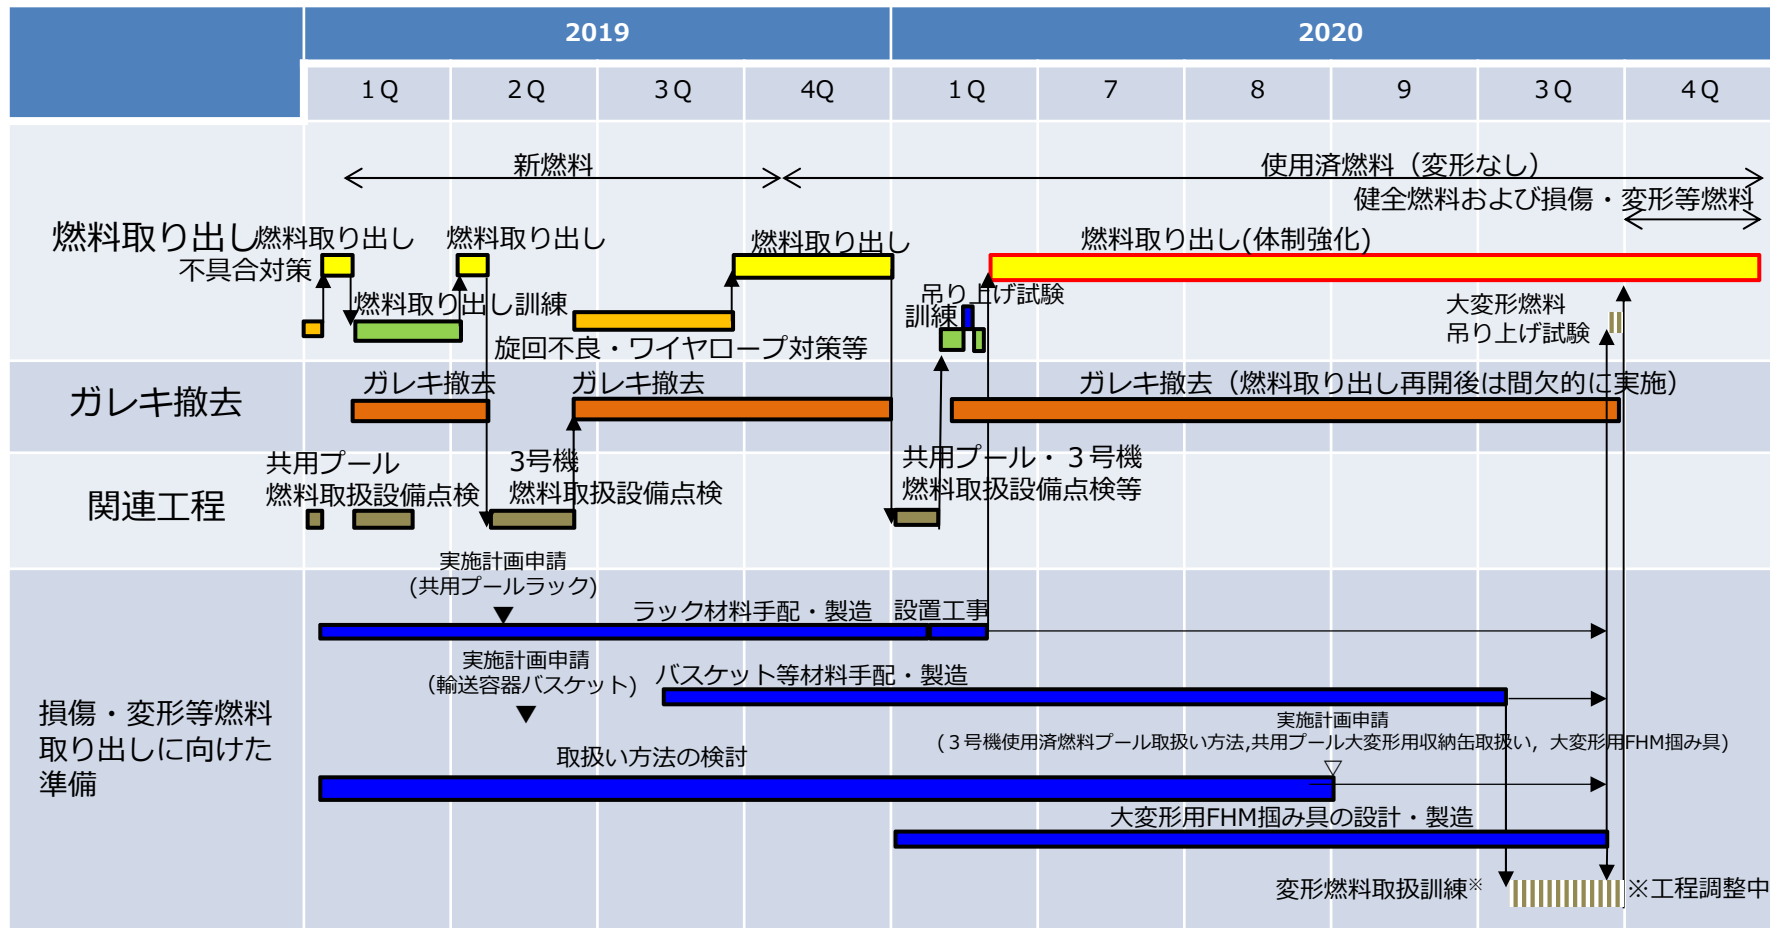 2019
2020
１Q
２Q
３Q
4Q
１Q
7
8
9
３Q
４Q
新燃料
使用済燃料（変形なし）
健全燃料および損傷・変形等燃料
燃料取り出し
燃料取り出し
燃料取り出し
燃料取り出し
燃料取り出し(体制強化)
不具合対策
燃料取り出し訓練
吊り上げ試験
訓練
大変形燃料
吊り上げ試験
旋回不良・ワイヤロープ対策等
ガレキ撤去
ガレキ撤去
ガレキ撤去
ガレキ撤去（燃料取り出し再開後は間欠的に実施）
関連工程
共用プール
燃料取扱設備点検
3号機
燃料取扱設備点検
共用プール・３号機
燃料取扱設備点検等
損傷・変形等燃料
取り出しに向けた
準備
実施計画申請
(共用プールラック)
ラック材料手配・製造
設置工事
実施計画申請
（輸送容器バスケット）
バスケット等材料手配・製造
実施計画申請
(３号機使用済燃料プール取扱い方法,共用プール大変形用収納缶取扱い，大変形用FHM掴み具)
取扱い方法の検討
大変形用FHM掴み具の設計・製造
変形燃料取扱訓練※
※工程調整中